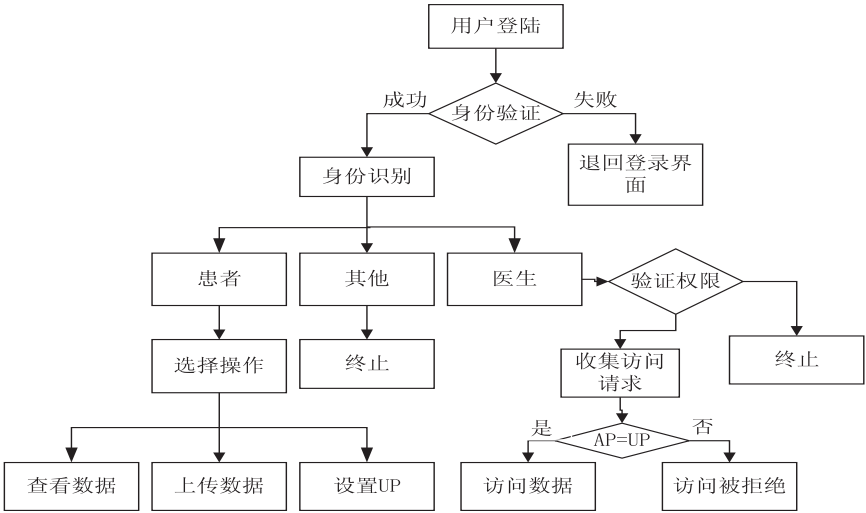 用户登陆
成功
身份验证
失败
身份识别
退回登录界
面
患者
其他
医生
验证权限
选择操作
终止
收集访问
请求
终止
是
AP=UP
否
查看数据
上传数据
设置UP
访问数据
访问被拒绝